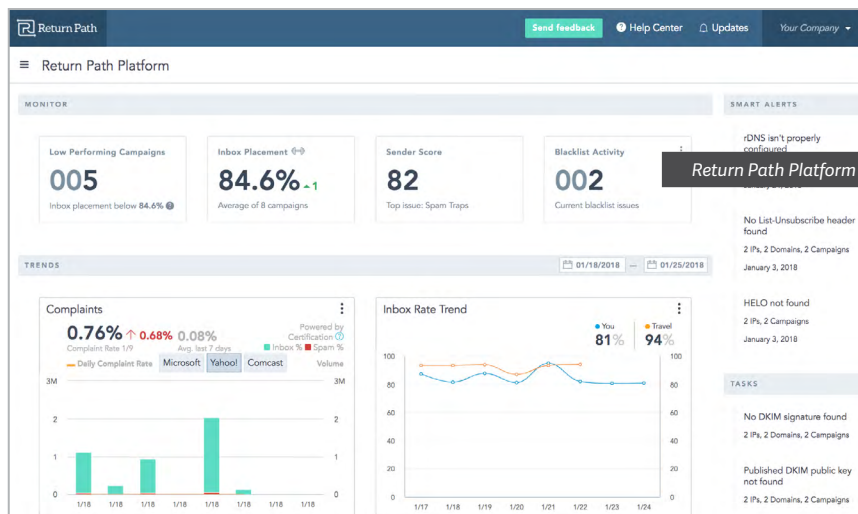 Return Path
Send feedback
Help Center
Updates
Your Company
Return Path Platform
MONITOR
Low Performing Campaigns
005
Inbox placement below 84.6%
Inbox Placement
84.6% 1
Average of 8 campaigns
Sender Score
82
Top issue: Spam Traps
Blacklist Activity
002
Current blacklist issues
SMART ALERTS
rDNS isn't properly
configured
Return Path Platform
No List-Unsubscribe header
found
2 IPs, 2 Domains, 2 Campaigns
January 3, 2018
HELO not found
2 IPs, 2 Campaigns
January 3, 2018
TRENDS
01/18/2018 — 01/25/2018
Complaints
0.76% 0.68% 0.08%
Complaint Rate 1/9 Avg. last 7 days
Powered by
Certification
Inbox % Spam %
Daily Complaint Rate
Microsoft Yahoo! Comcast
Volume
3M 3M
2 2
1 1
0 0
1/18 1/18 1/18 1/18 1/18 1/18 1/18 1/18
Inbox Rate Trend
You Travel
81% 94%
100 100
80 80
60 60
40 40
20 20
0 0
1/17 1/18 1/19 1/20 1/21 1/22 1/23 1/24
TASKS
No DKIM signature found
2 IPs, 2 Domains, 2 Campaigns
Published DKIM public key
not found
2 IPs, 2 Domains, 2 Campaigns